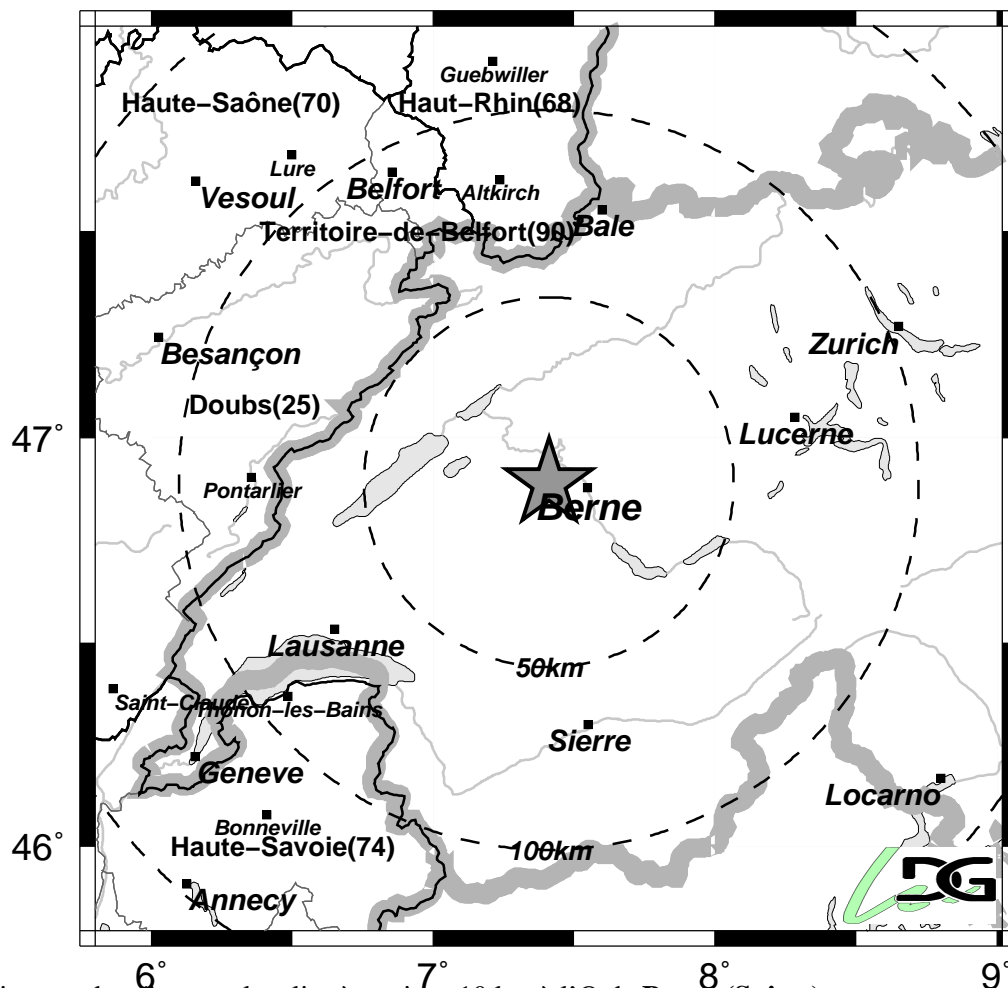 Guebwiller
Haute–Saône(70)
Haut–Rhin(68)
Lure
Vesoul
Belfort
Altkirch
Territoire–de–Belfort(90)
Bale
Zurich
Besançon
Doubs(25)
47°
Lucerne
Pontarlier
Berne
Lausanne
50km
Saint–Claude
Thonon–les–Bains
Sierre
Geneve
Locarno
Bonneville
46°
Haute–Savoie(74)
100km
Annecy
DG
6°
7°
8°
9°